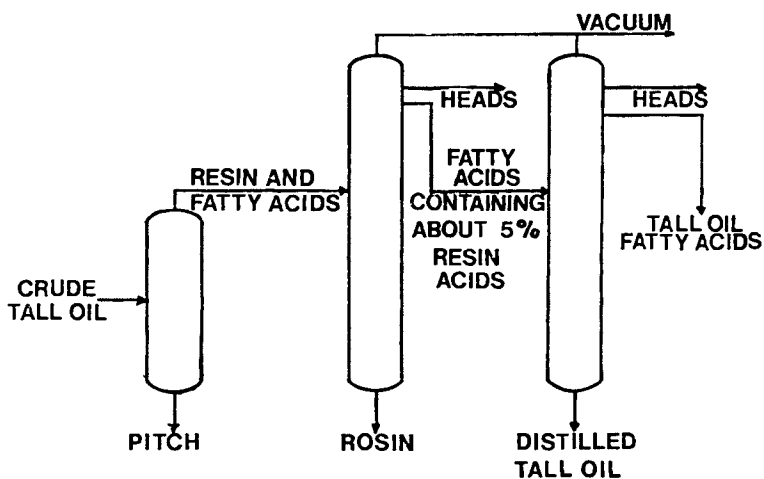 VACUUM
HEADS
HEADS
RESIN AND
FATTY ACIDS
FATTY
ACIDS
CONTAINING
ABOUT 5%
RESIN
ACIDS
TALL OIL
FATTY ACIDS
CRUDE
TALL OIL
PITCH
ROSIN
DISTILLED
TALL OIL